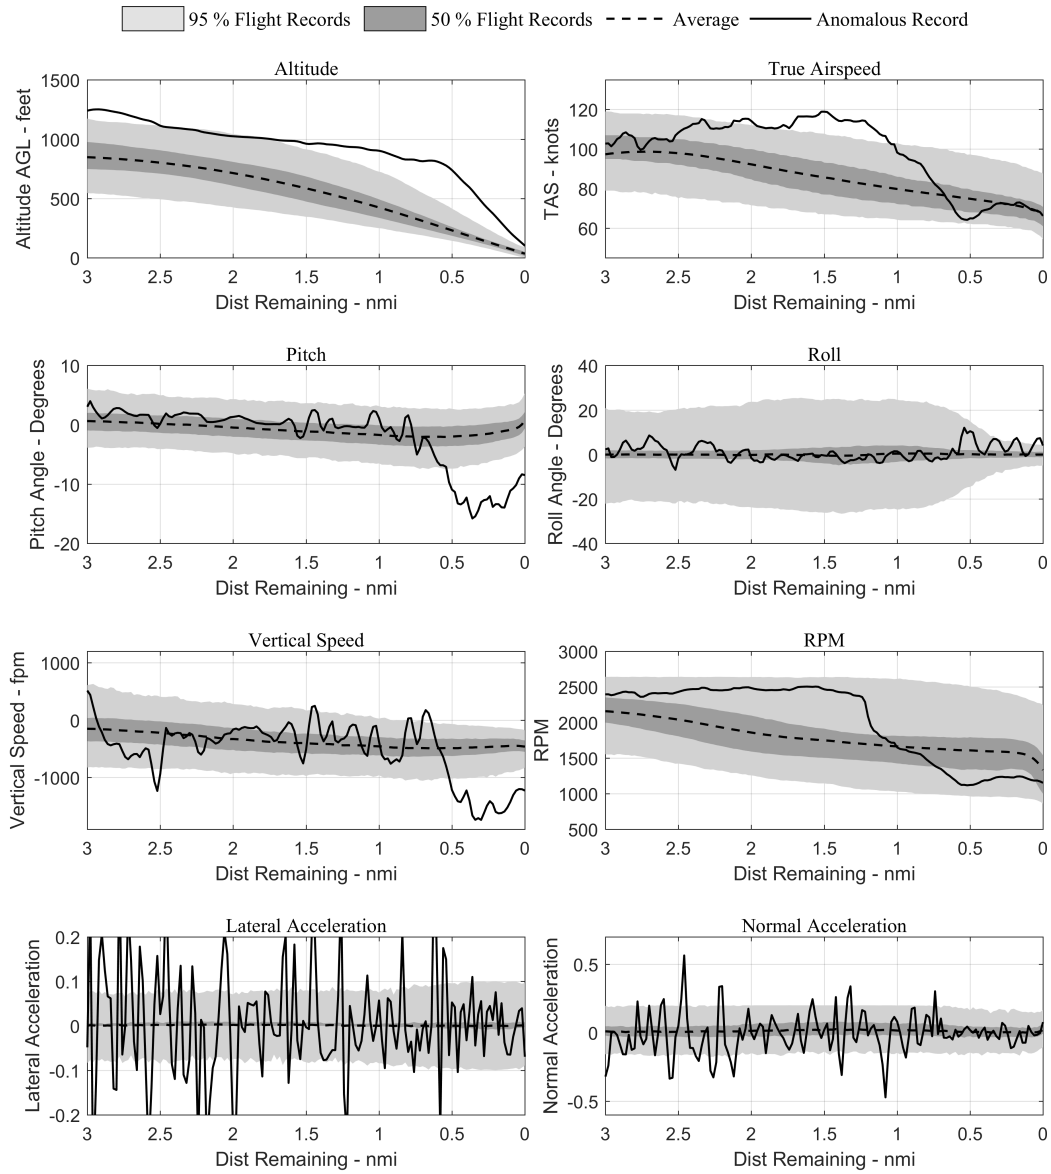 95 % Flight Records 50 % Flight Records Average Anomalous Record
Altitude
True Airspeed
1500
1000
500
0
Altitude AGL - feet
3 2.5 2 1.5 1 0.5 0
Dist Remaining - nmi
120
100
80
60
TAS - knots
3 2.5 2 1.5 1 0.5 0
Dist Remaining - nmi
Pitch
Roll
10
0
-10
-20
Pitch Angle - Degrees
3 2.5 2 1.5 1 0.5 0
Dist Remaining - nmi
40
20
0
-20
-40
Roll Angle - Degrees
3 2.5 2 1.5 1 0.5 0
Dist Remaining - nmi
Vertical Speed
RPM
1000
0
-1000
Vertical Speed - fpm
3 2.5 2 1.5 1 0.5 0
Dist Remaining - nmi
3000
2500
2000
1500
1000
500
RPM
3 2.5 2 1.5 1 0.5 0
Dist Remaining - nmi
Lateral Acceleration
Normal Acceleration
0.2
0.1
0
-0.1
-0.2
Lateral Acceleration
3 2.5 2 1.5 1 0.5 0
Dist Remaining - nmi
0.5
0
-0.5
Normal Acceleration
3 2.5 2 1.5 1 0.5 0
Dist Remaining - nmi